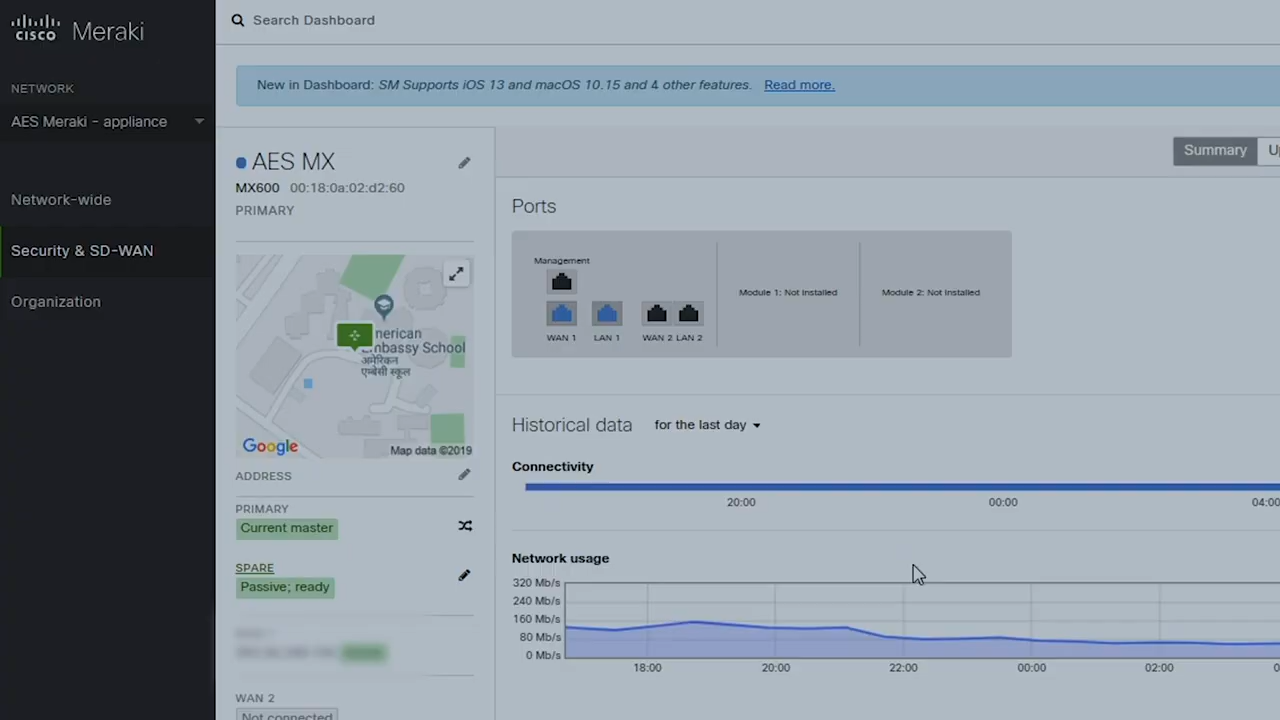 cisco Meraki
Search Dashboard
NETWORK
AES Meraki - appliance
Network-wide
Security & SD-WAN
Organization
New in Dashboard: SM Supports iOS 13 and macOS 10.15 and 4 other features. Read more.
AES MX
MX600 00:18:0a:02:d2:60
PRIMARY
Embassy School
अमेरिकन
एम्बेसी स्कूल
Google
Map data ©2019
ADDRESS
PRIMARY
Current master
SPARE
Passive; ready
WAN 2
Not connected
Summary
Ports
Management
WAN 1 LAN 1 WAN 2 LAN 2
Module 1: Not installed
Module 2: Not installed
Historical data for the last day
Connectivity
20:00 00:00 04:00
Network usage
320 Mb/s
240 Mb/s
160 Mb/s
80 Mb/s
0 Mb/s
18:00 20:00 22:00 00:00 02:00